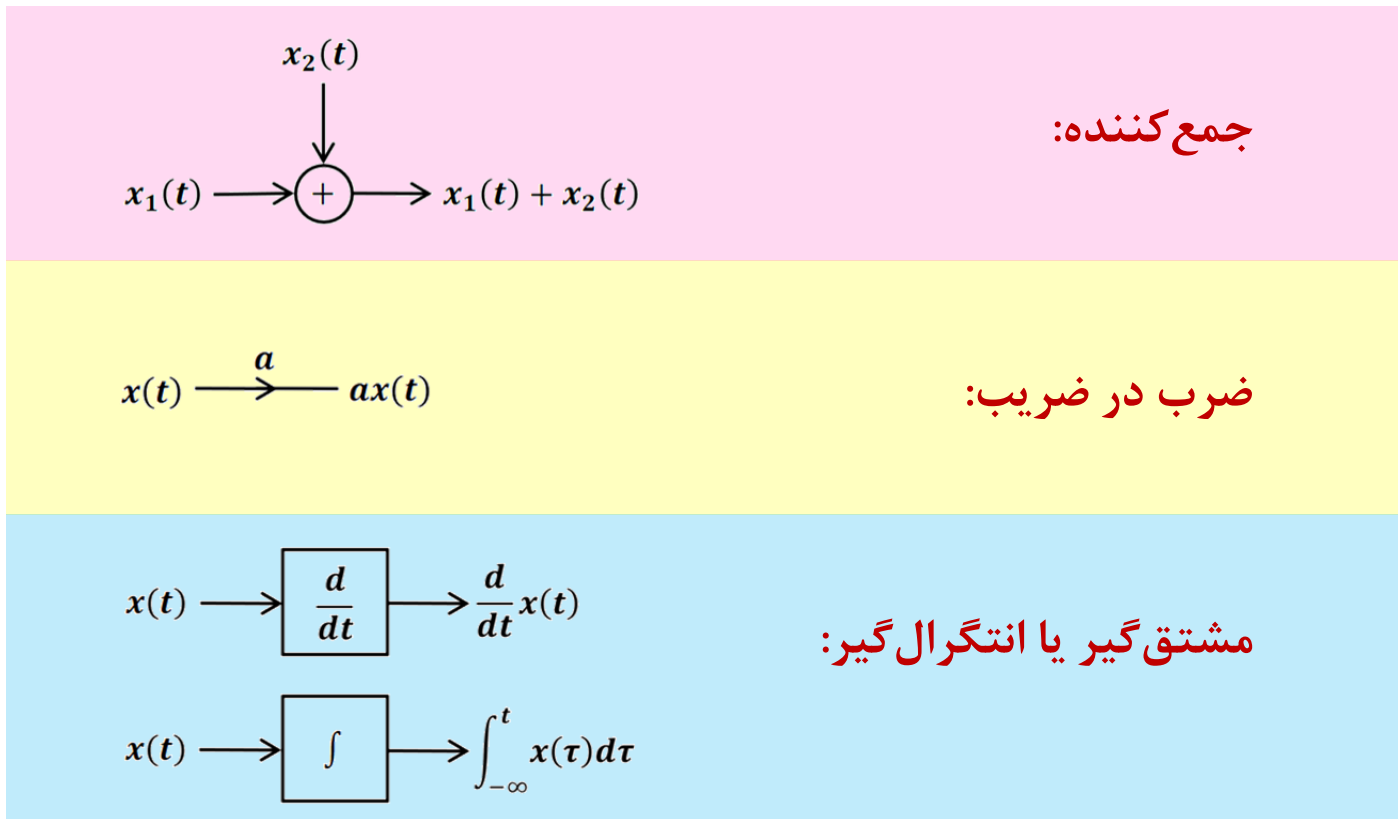 جمع‌کننده:
x₂(t)
x₁(t) + x₁(t) + x₂(t)
ضرب در ضریب:
a
x(t) ax(t)
مشتق‌گیر یا انتگرال‌گیر:
x(t) d/dt d/dt x(t)
x(t) ∫ ∫_{-∞}^{t} x(τ)dτ